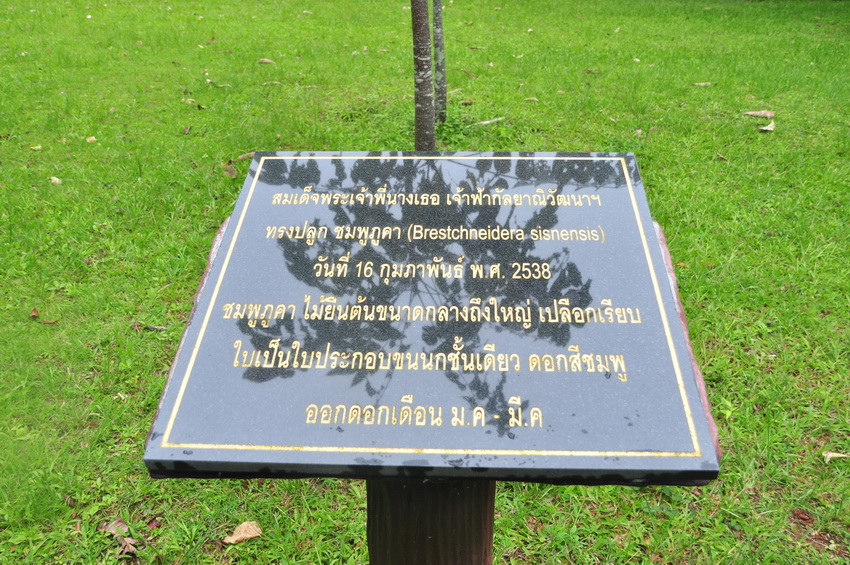 สมเด็จพระเจ้าพี่นางเธอ เจ้าฟ้ากัลยาณิวัฒนาฯ
ทรงปลูก ชมพูภูคา (Brestchneidera sisnensis)
วันที่ 16 กุมภาพันธ์ พ.ศ. 2538
ชมพูภูคา ไม้ยืนต้นขนาดกลางถึงใหญ่ เปลือกเรียบ
ใบเป็นใบประกอบขนนกชั้นเดียว ดอกสีชมพู
ออกดอกเดือน ม.ค - มี.ค